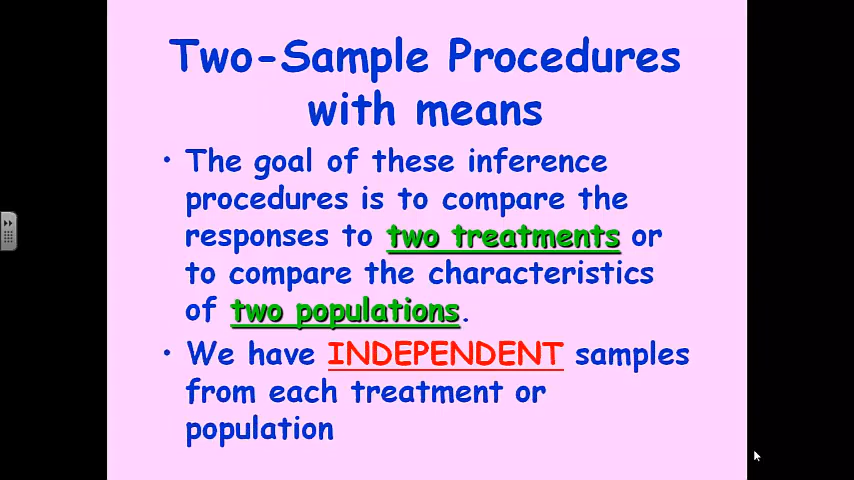 Two-Sample Procedures
with means
• The goal of these inference
procedures is to compare the
responses to two treatments or
to compare the characteristics
of two populations.
• We have INDEPENDENT samples
from each treatment or
population